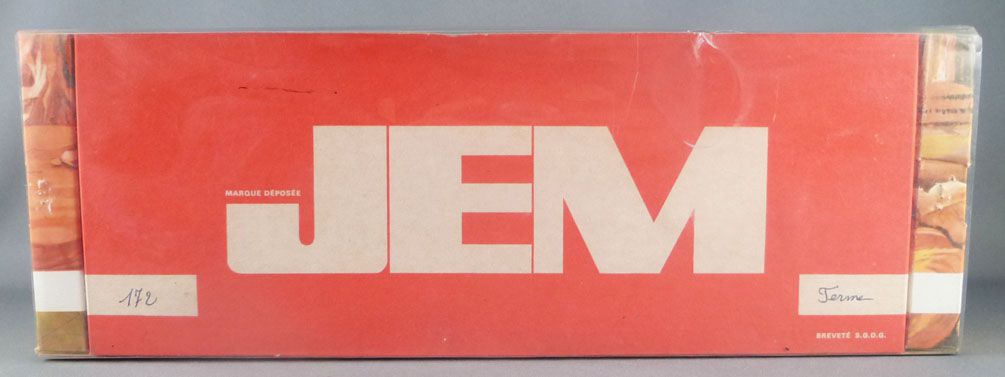 JEM
MARQUE DÉPOSÉE
172
Ferme
BREVETÉ S.G.D.G.